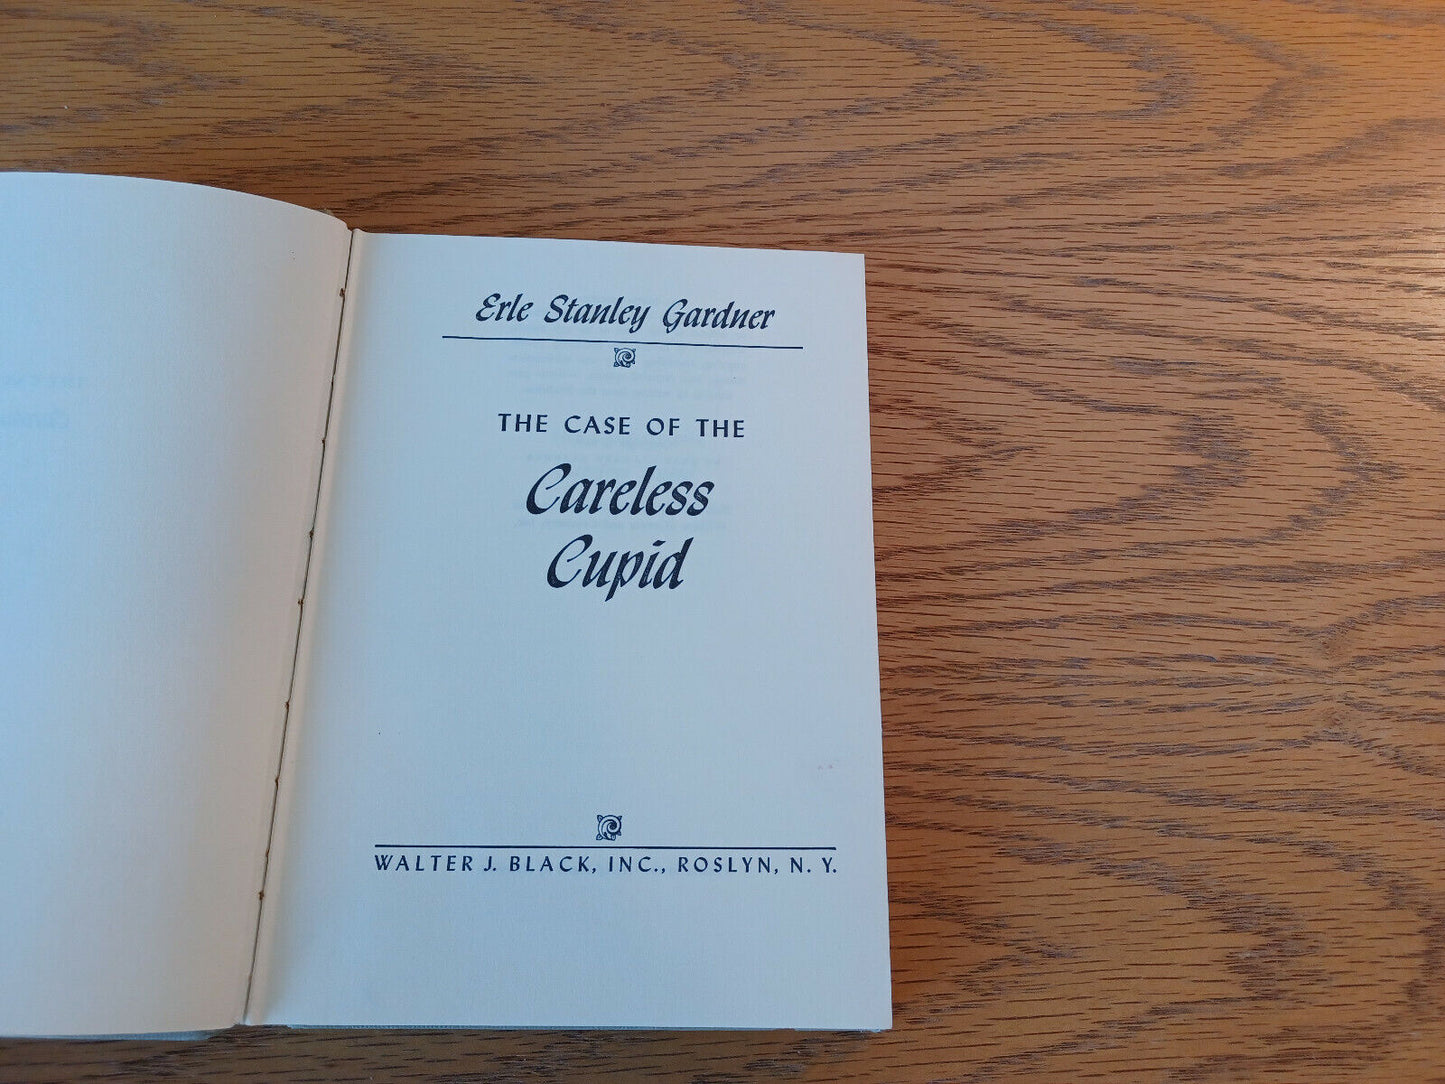 Erle Stanley Gardner
THE CASE OF THE
Careless
Cupid
WALTER J. BLACK, INC., ROSLYN, N. Y.